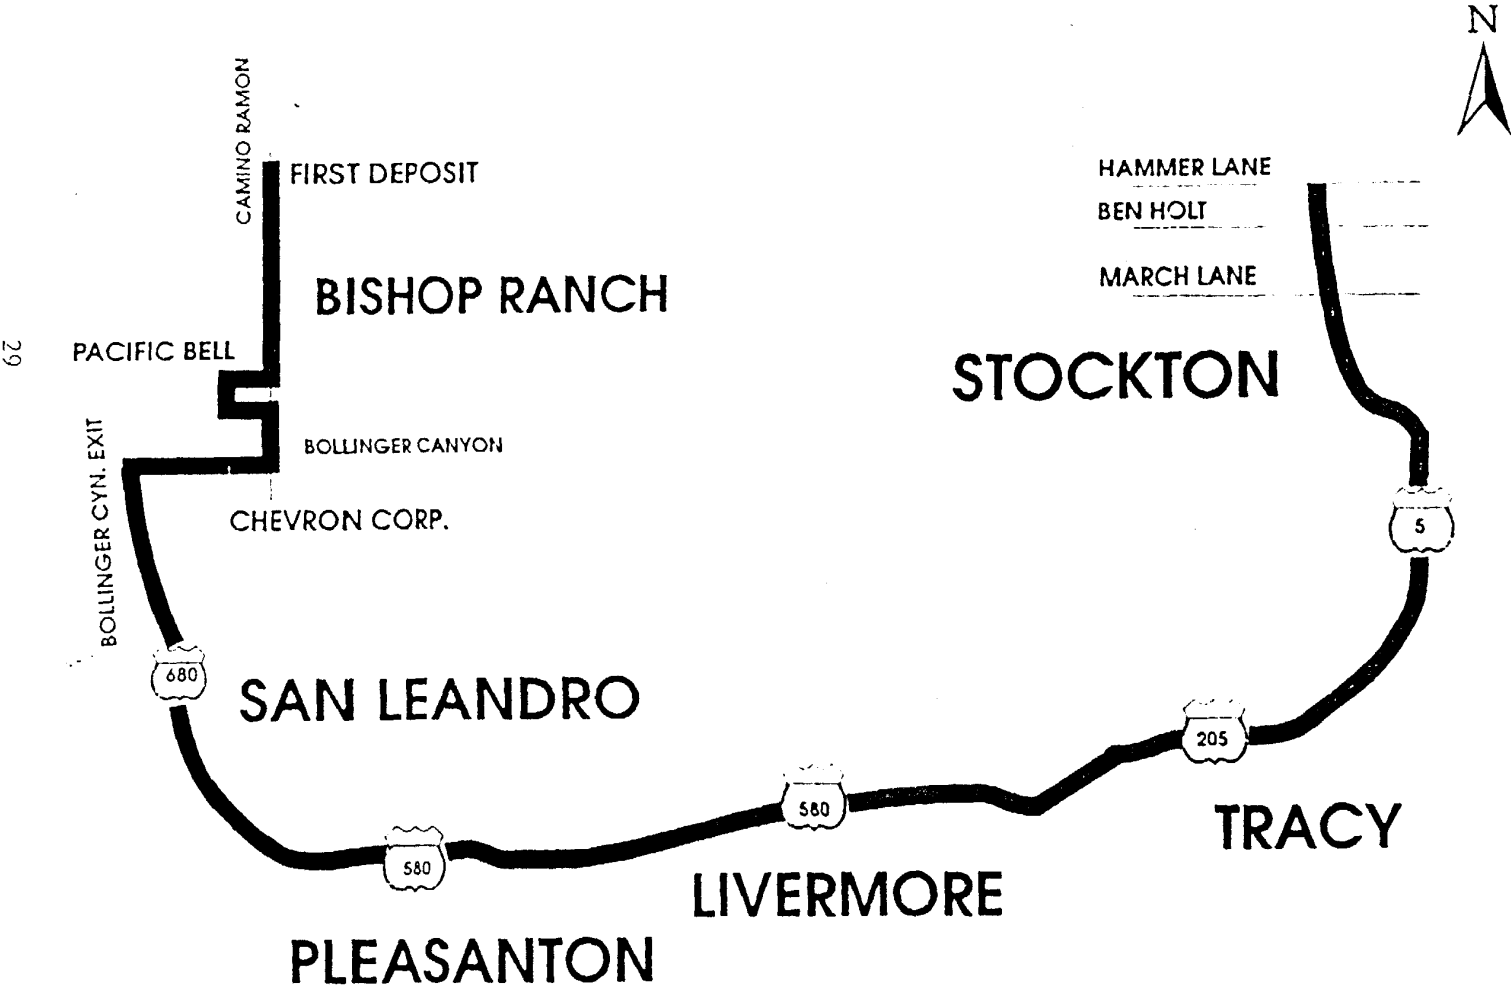 N
CAMINO RAMON
FIRST DEPOSIT
HAMMER LANE
BEN HOLT
MARCH LANE
BISHOP RANCH
29
PACIFIC BELL
STOCKTON
BOLLINGER CANYON
BOLLINGER CYN. EXIT
CHEVRON CORP.
5
680
SAN LEANDRO
205
580
TRACY
580
LIVERMORE
PLEASANTON